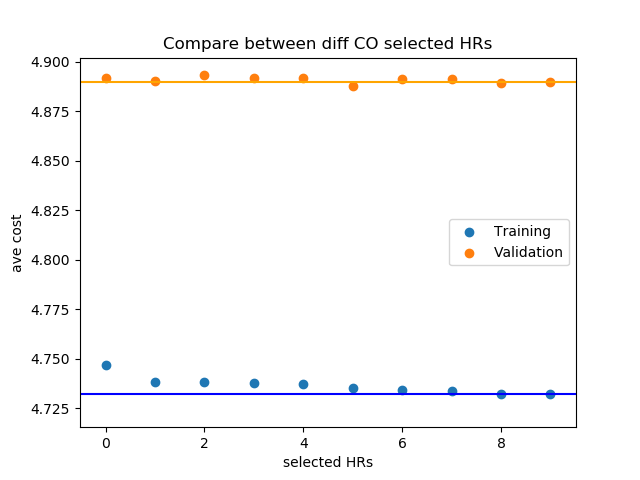 Compare between diff CO selected HRs
4.900
4.875
4.850
4.825
4.800
4.775
4.750
4.725
ave cost
Training
Validation
0 2 4 6 8
selected HRs